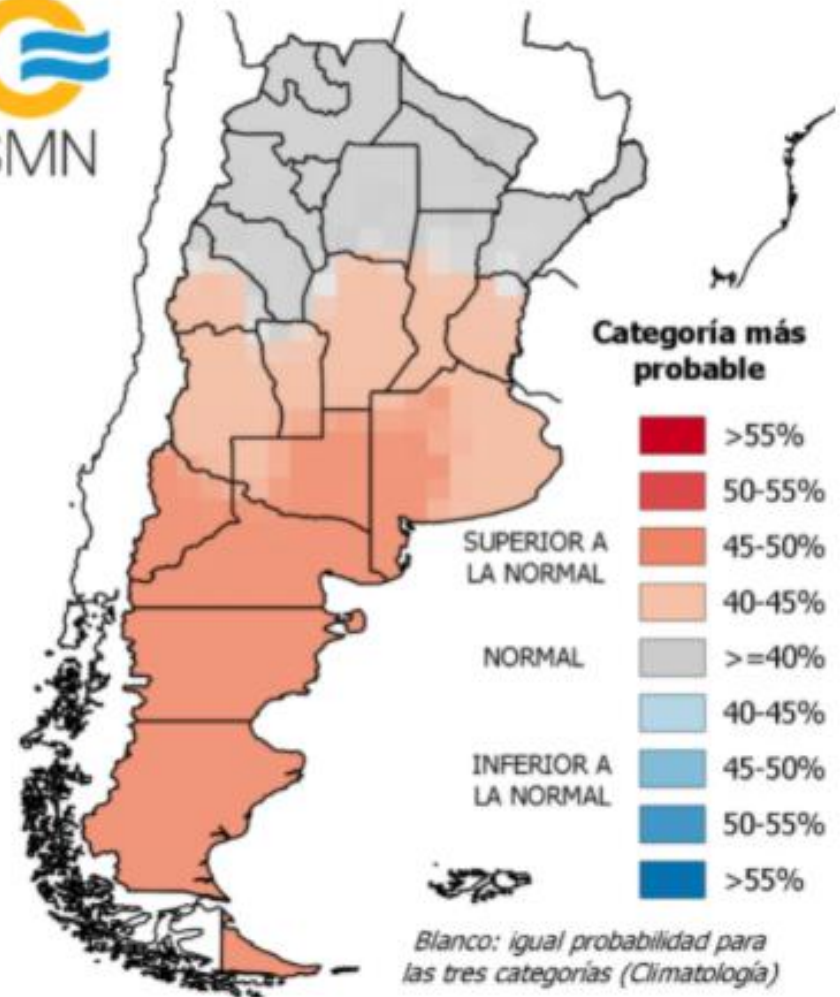 SMN
Categoría más
probable
>55%
50-55%
SUPERIOR A
LA NORMAL
45-50%
40-45%
NORMAL
>=40%
40-45%
INFERIOR A
LA NORMAL
45-50%
50-55%
>55%
Blanco: igual probabilidad para
las tres categorías (Climatología)